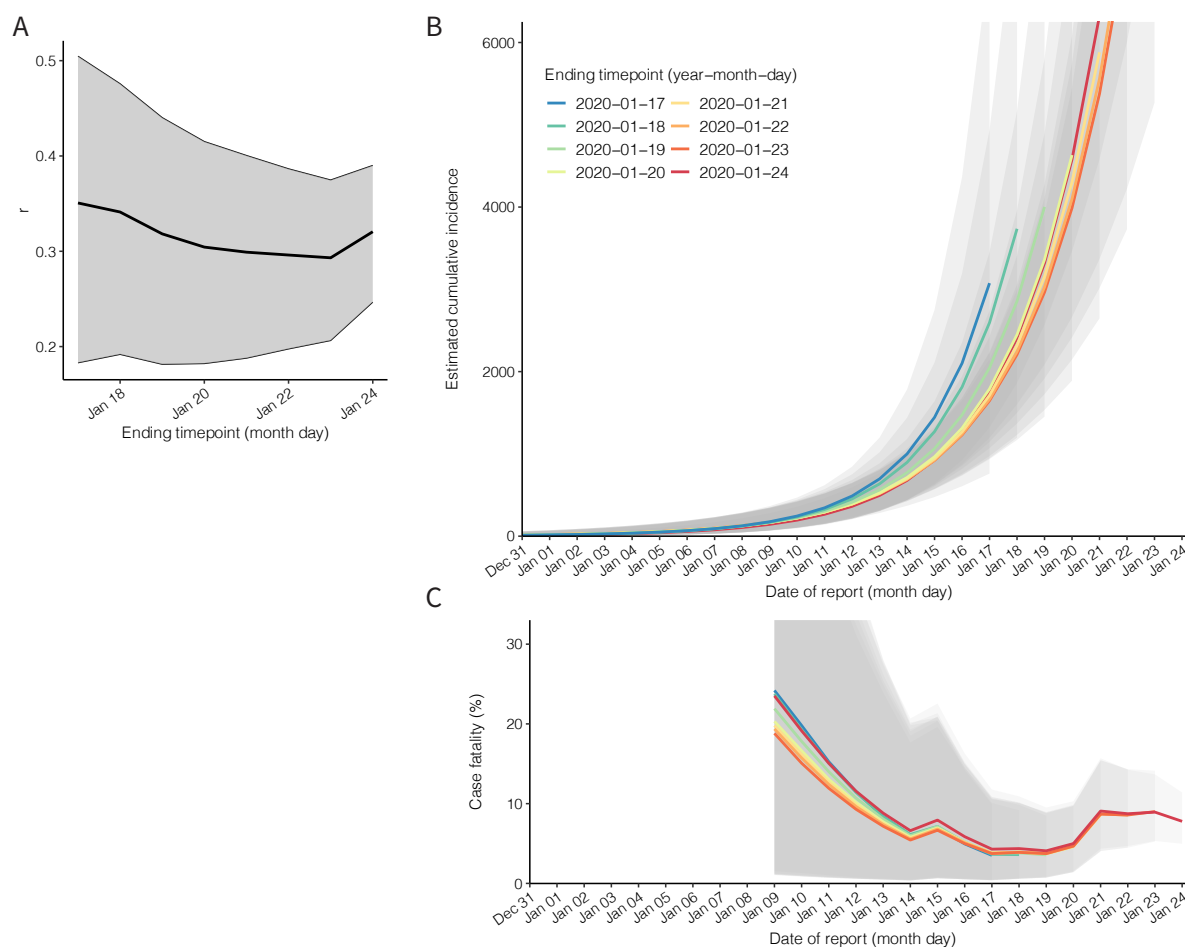 A
0.5
0.4
0.3
0.2
r
Jan 18
Jan 20
Jan 22
Jan 24
Ending timepoint (month day)
B
6000
4000
2000
0
Estimated cumulative incidence
Ending timepoint (year−month−day)
2020−01−17 2020−01−21
2020−01−18 2020−01−22
2020−01−19 2020−01−23
2020−01−20 2020−01−24
Dec 31
Jan 01
Jan 02
Jan 03
Jan 04
Jan 05
Jan 06
Jan 07
Jan 08
Jan 09
Jan 10
Jan 11
Jan 12
Jan 13
Jan 14
Jan 15
Jan 16
Jan 17
Jan 18
Jan 19
Jan 20
Jan 21
Jan 22
Jan 23
Jan 24
Date of report (month day)
C
30
20
10
0
Case fatality (%)
Dec 31
Jan 01
Jan 02
Jan 03
Jan 04
Jan 05
Jan 06
Jan 07
Jan 08
Jan 09
Jan 10
Jan 11
Jan 12
Jan 13
Jan 14
Jan 15
Jan 16
Jan 17
Jan 18
Jan 19
Jan 20
Jan 21
Jan 22
Jan 23
Jan 24
Date of report (month day)